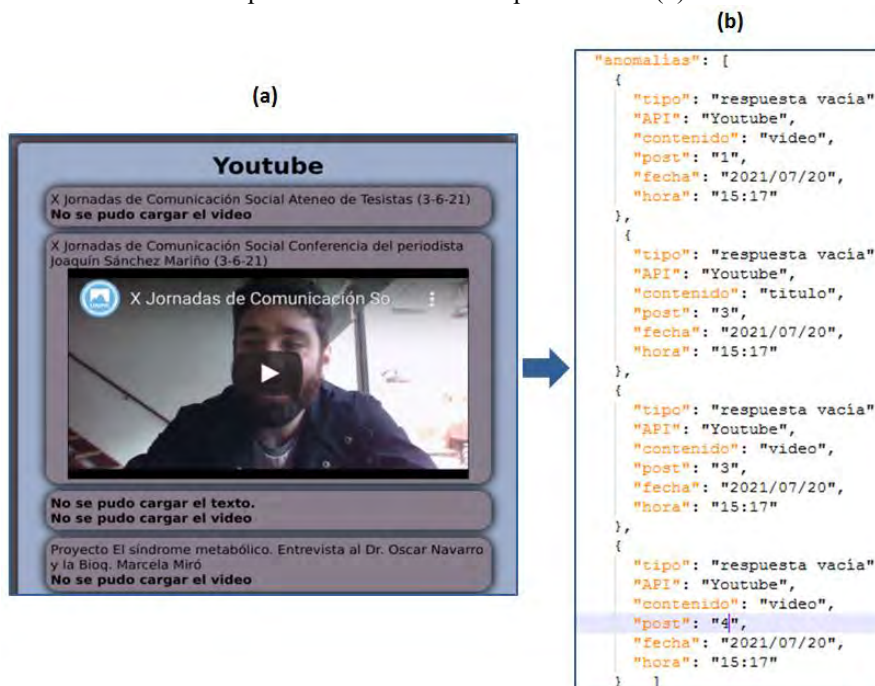 (a)
Youtube
X Jornadas de Comunicación Social Ateneo de Tesistas (3-6-21)
No se pudo cargar el video
X Jornadas de Comunicación Social Conferencia del periodista
Joaquín Sánchez Mariño (3-6-21)
X Jornadas de Comunicación So
No se pudo cargar el texto.
No se pudo cargar el video
Proyecto El síndrome metabólico. Entrevista al Dr. Oscar Navarro
y la Bioq. Marcela Miró
No se pudo cargar el video
(b)
"anomalías": [
{
"tipo": "respuesta vacía"
"API": "Youtube",
"contenido": "video",
"post": "1",
"fecha": "2021/07/20",
"hora": "15:17"
},
{
"tipo": "respuesta vacía"
"API": "Youtube",
"contenido": "titulo",
"post": "3",
"fecha": "2021/07/20",
"hora": "15:17"
},
{
"tipo": "respuesta vacía"
"API": "Youtube",
"contenido": "video",
"post": "3",
"fecha": "2021/07/20",
"hora": "15:17"
},
{
"tipo": "respuesta vacía"
"API": "Youtube",
"contenido": "video",
"post": "4",
"fecha": "2021/07/20",
"hora": "15:17"
} ]